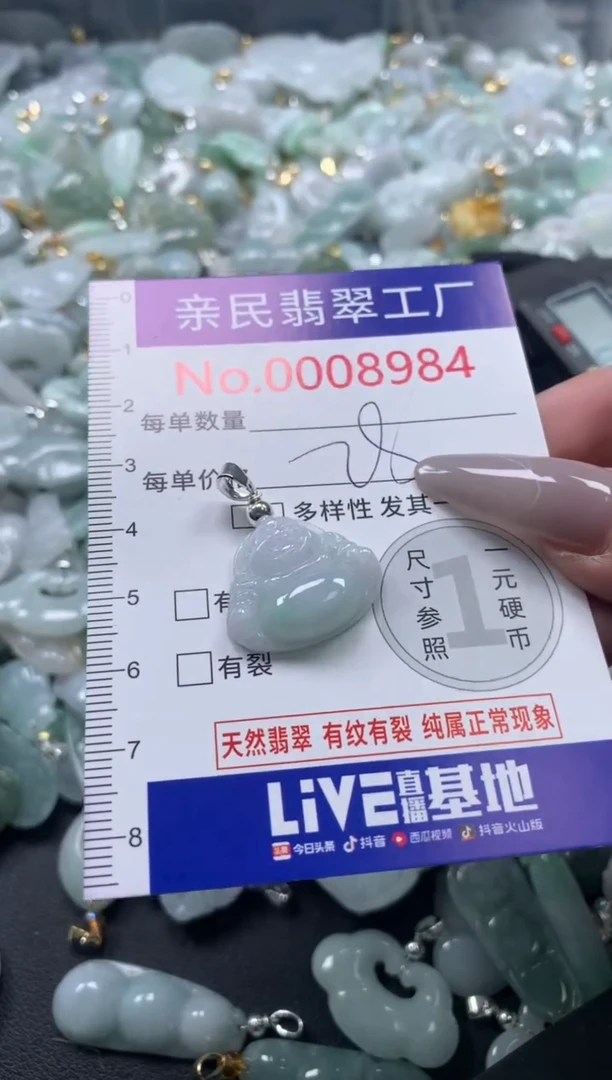 亲民翡翠工厂
No.0008984
每单数量
每单价
多样性 发其一
有
有裂
尺寸参照
1
一元硬币
天然翡翠 有纹有裂 纯属正常现象
LiVE直播基地
头条 今日头条 抖音 西瓜视频 抖音火山版
0
1
2
3
4
5
6
7
8